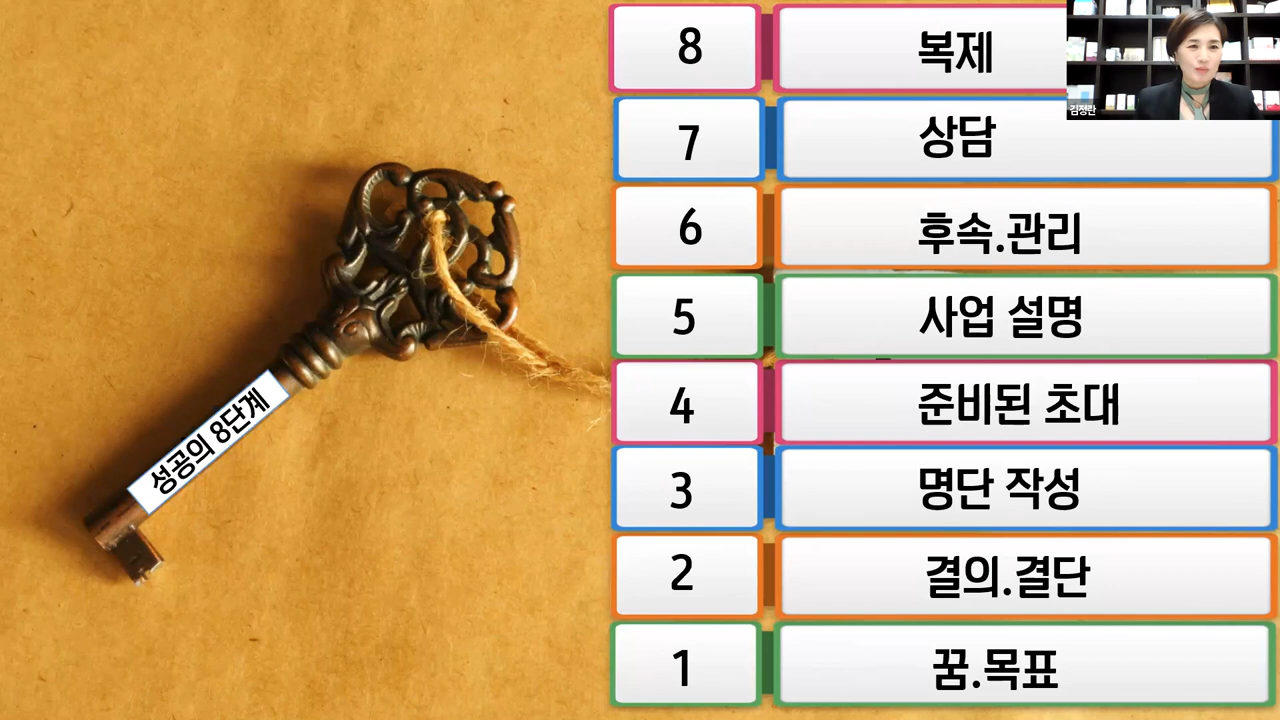 성공의 8단계
8 복제
김정란
7 상담
6 후속.관리
5 사업 설명
4 준비된 초대
3 명단 작성
2 결의.결단
1 꿈.목표